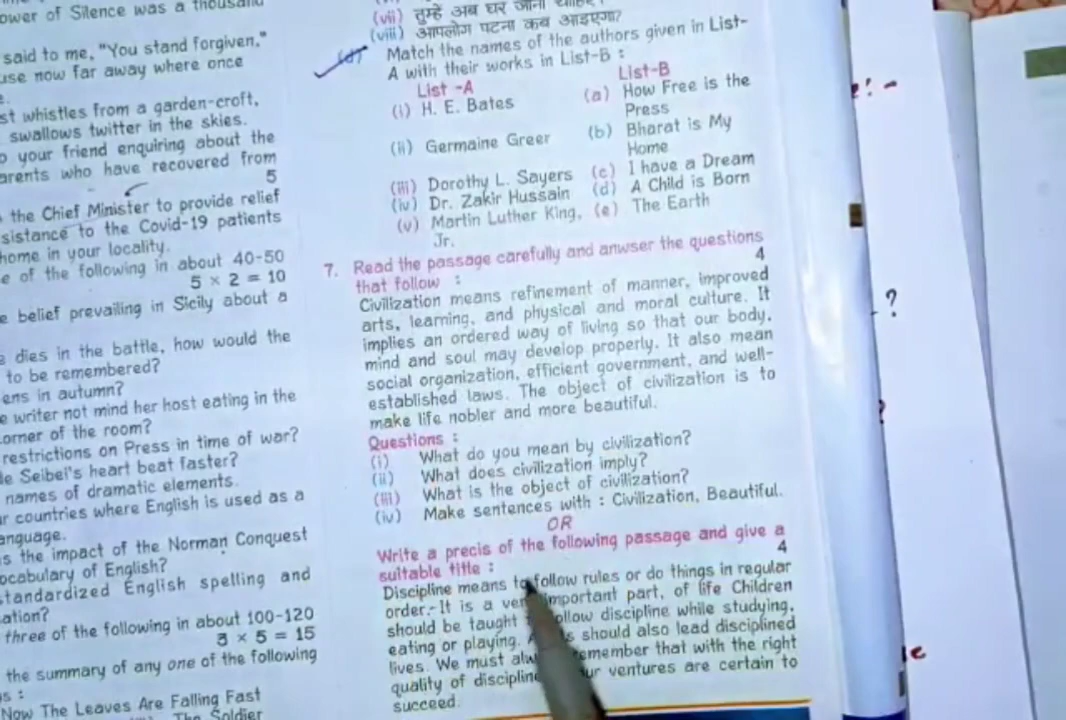 ower of Silence was a thousand
said to me, "You stand forgiven,"
use now far away where once
st whistles from a garden-croft,
swallows twitter in the skies.
o your friend enquiring about the
arents who have recovered from
5
the Chief Minister to provide relief
sistance to the Covid-19 patients
home in your locality.
e of the following in about 40-50
5 × 2 = 10
e belief prevailing in Sicily about a
e dies in the battle, how would the
to be remembered?
ens in autumn?
e writer not mind her host eating in the
corner of the room?
restrictions on Press in time of war?
le Seibei's heart beat faster?
names of dramatic elements.
ur countries where English is used as a
anguage.
is the impact of the Norman Conquest
ocabulary of English?
standardized English spelling and
ation?
three of the following in about 100-120
3 × 5 = 15
the summary of any one of the following
s :
Now The Leaves Are Falling Fast
The Soldier
(vii) तुम्हें अब घर जाना चाहिए।
(viii) आपलोग पटना कब आइएगा?
Match the names of the authors given in List-
A with their works in List-B :
List -A List-B
(i) H. E. Bates (a) How Free is the
Press
(ii) Germaine Greer (b) Bharat is My
Home
(iii) Dorothy L. Sayers (c) I have a Dream
(iv) Dr. Zakir Hussain (d) A Child is Born
(v) Martin Luther King, (e) The Earth
Jr.
7. Read the passage carefully and anwser the questions
that follow : 4
Civilization means refinement of manner, improved
arts, learning, and physical and moral culture. It
implies an ordered way of living so that our body,
mind and soul may develop properly. It also mean
social organization, efficient government, and well-
established laws. The object of civilization is to
make life nobler and more beautiful.
Questions :
(i) What do you mean by civilization?
(ii) What does civilization imply?
(iii) What is the object of civilization?
(iv) Make sentences with : Civilization, Beautiful.
OR
Write a precis of the following passage and give a
suitable title : 4
Discipline means to follow rules or do things in regular
order. It is a very important part, of life Children
should be taught follow discipline while studying,
eating or playing. should also lead disciplined
lives. We must remember that with the right
quality of discipline ventures are certain to
succeed.